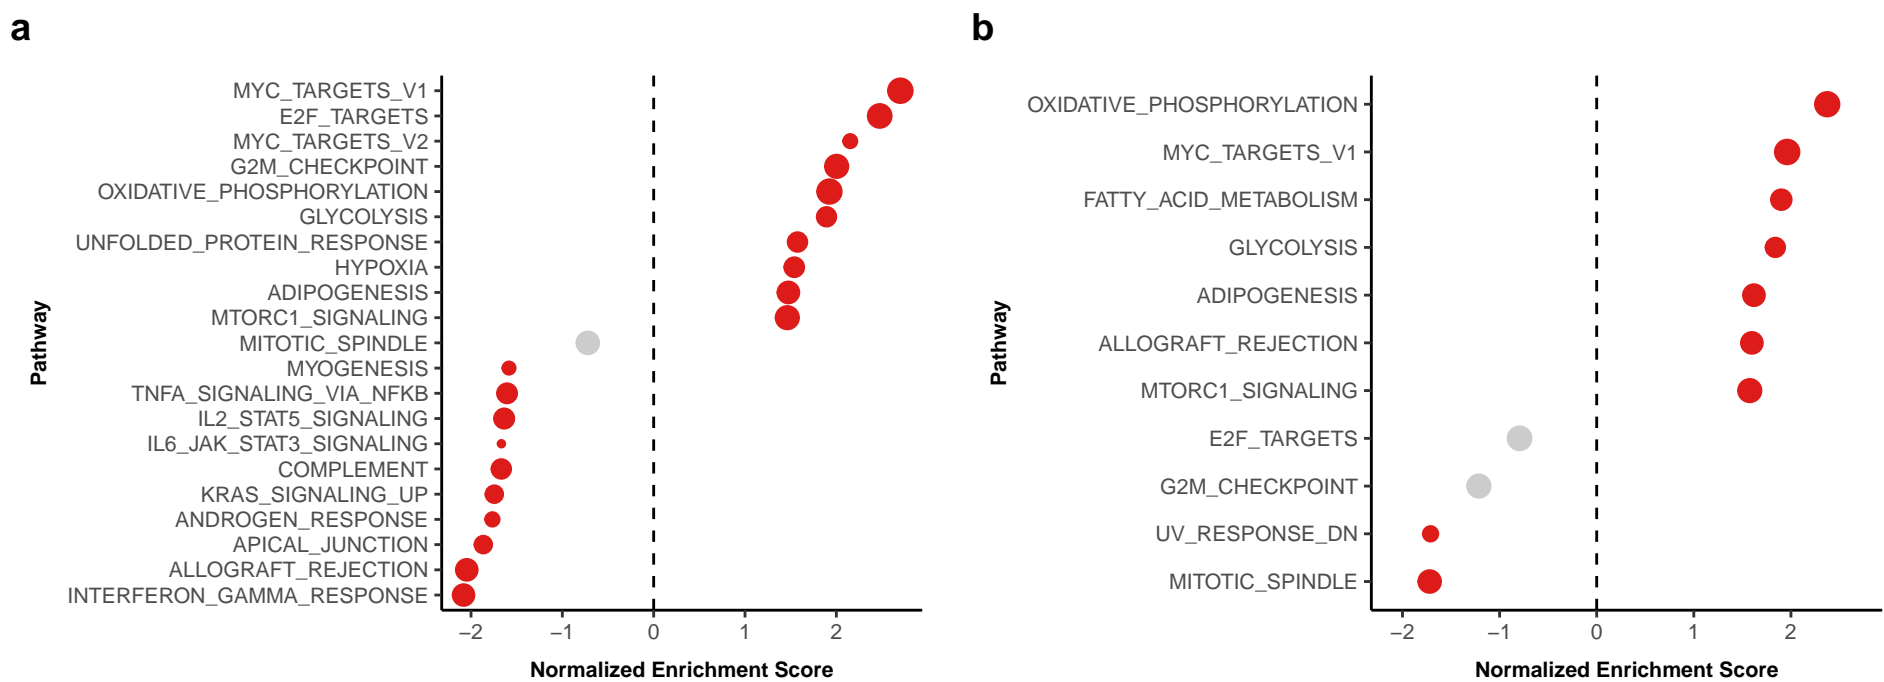 a
MYC_TARGETS_V1
E2F_TARGETS
MYC_TARGETS_V2
G2M_CHECKPOINT
OXIDATIVE_PHOSPHORYLATION
GLYCOLYSIS
UNFOLDED_PROTEIN_RESPONSE
HYPOXIA
ADIPOGENESIS
MTORC1_SIGNALING
MITOTIC_SPINDLE
MYOGENESIS
TNFA_SIGNALING_VIA_NFKB
IL2_STAT5_SIGNALING
IL6_JAK_STAT3_SIGNALING
COMPLEMENT
KRAS_SIGNALING_UP
ANDROGEN_RESPONSE
APICAL_JUNCTION
ALLOGRAFT_REJECTION
INTERFERON_GAMMA_RESPONSE
Pathway
−2 −1 0 1 2
Normalized Enrichment Score
b
OXIDATIVE_PHOSPHORYLATION
MYC_TARGETS_V1
FATTY_ACID_METABOLISM
GLYCOLYSIS
ADIPOGENESIS
ALLOGRAFT_REJECTION
MTORC1_SIGNALING
E2F_TARGETS
G2M_CHECKPOINT
UV_RESPONSE_DN
MITOTIC_SPINDLE
Pathway
−2 −1 0 1 2
Normalized Enrichment Score